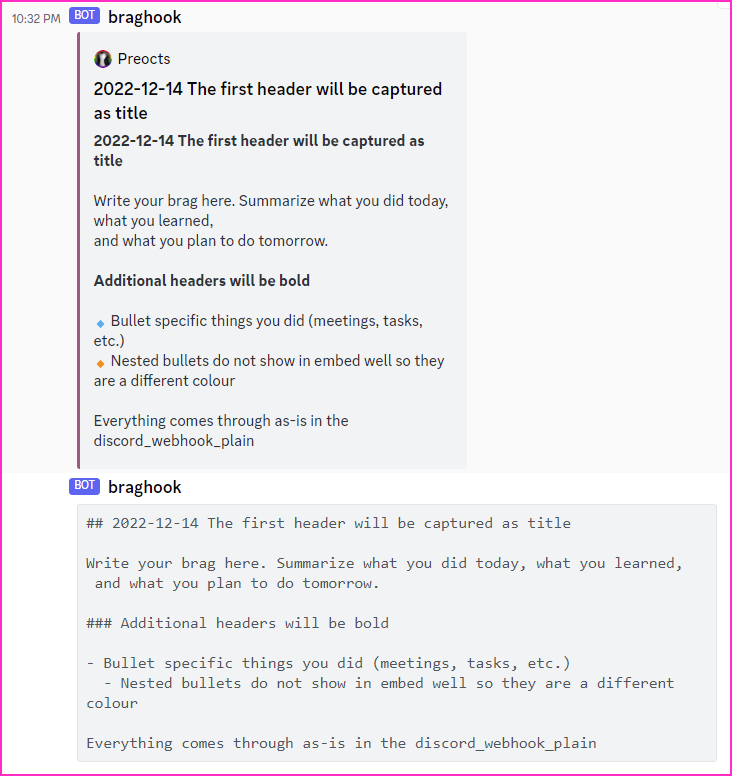 10:32 PM BOT braghook
Preocts
2022-12-14 The first header will be captured
as title
2022-12-14 The first header will be captured as
title
Write your brag here. Summarize what you did today,
what you learned,
and what you plan to do tomorrow.
Additional headers will be bold
Bullet specific things you did (meetings, tasks,
etc.)
Nested bullets do not show in embed well so they
are a different colour
Everything comes through as-is in the
discord_webhook_plain
BOT braghook
## 2022-12-14 The first header will be captured as title
Write your brag here. Summarize what you did today, what you learned,
and what you plan to do tomorrow.
### Additional headers will be bold
- Bullet specific things you did (meetings, tasks, etc.)
- Nested bullets do not show in embed well so they are a different
colour
Everything comes through as-is in the discord_webhook_plain